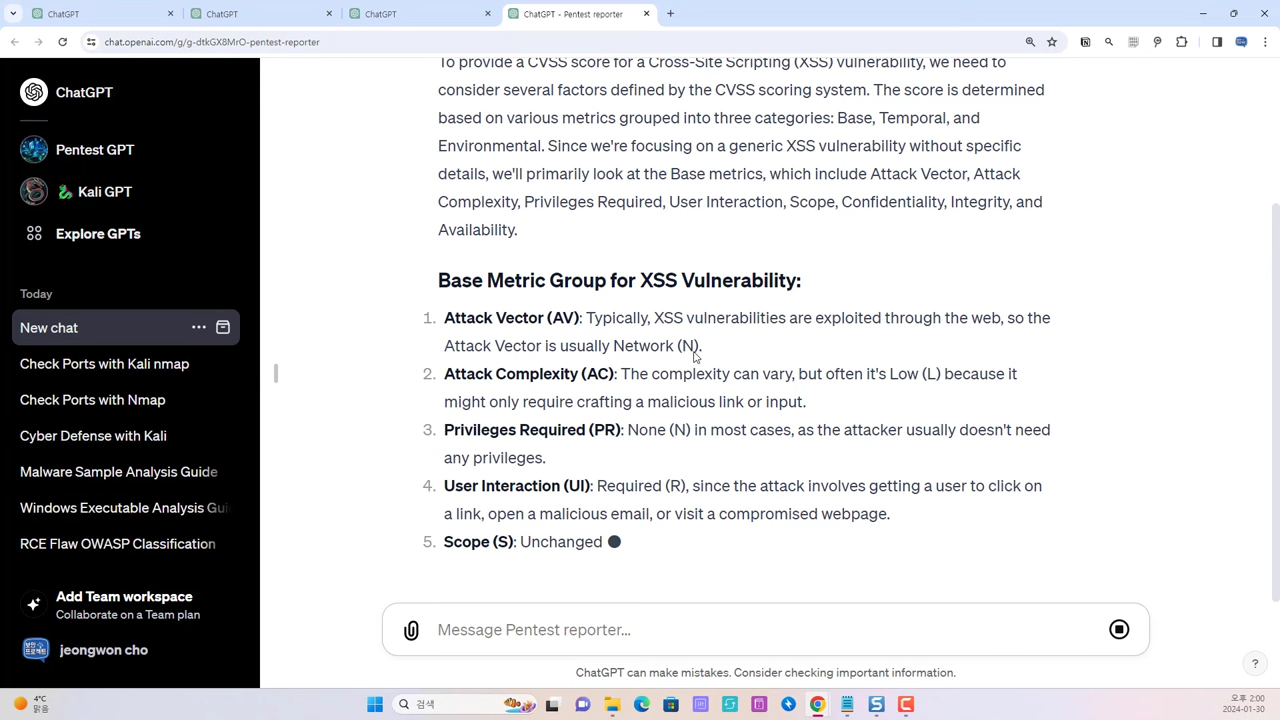 ChatGPT
ChatGPT
ChatGPT
ChatGPT - Pentest reporter
chat.openai.com/g/g-dtkGX8MrO-pentest-reporter
ChatGPT
Pentest GPT
🐍 Kali GPT
Explore GPTs
Today
New chat
Check Ports with Kali nmap
Check Ports with Nmap
Cyber Defense with Kali
Malware Sample Analysis Guide
Windows Executable Analysis Gui
RCE Flaw OWASP Classification
Add Team workspace
Collaborate on a Team plan
jeongwon cho
To provide a CVSS score for a Cross-Site Scripting (XSS) vulnerability, we need to
consider several factors defined by the CVSS scoring system. The score is determined
based on various metrics grouped into three categories: Base, Temporal, and
Environmental. Since we're focusing on a generic XSS vulnerability without specific
details, we'll primarily look at the Base metrics, which include Attack Vector, Attack
Complexity, Privileges Required, User Interaction, Scope, Confidentiality, Integrity, and
Availability.
Base Metric Group for XSS Vulnerability:
1. Attack Vector (AV): Typically, XSS vulnerabilities are exploited through the web, so the
Attack Vector is usually Network (N).
2. Attack Complexity (AC): The complexity can vary, but often it's Low (L) because it
might only require crafting a malicious link or input.
3. Privileges Required (PR): None (N) in most cases, as the attacker usually doesn't need
any privileges.
4. User Interaction (UI): Required (R), since the attack involves getting a user to click on
a link, open a malicious email, or visit a compromised webpage.
5. Scope (S): Unchanged
Message Pentest reporter...
ChatGPT can make mistakes. Consider checking important information.
?
4°C
맑음
검색
오후 2:00
2024-01-30